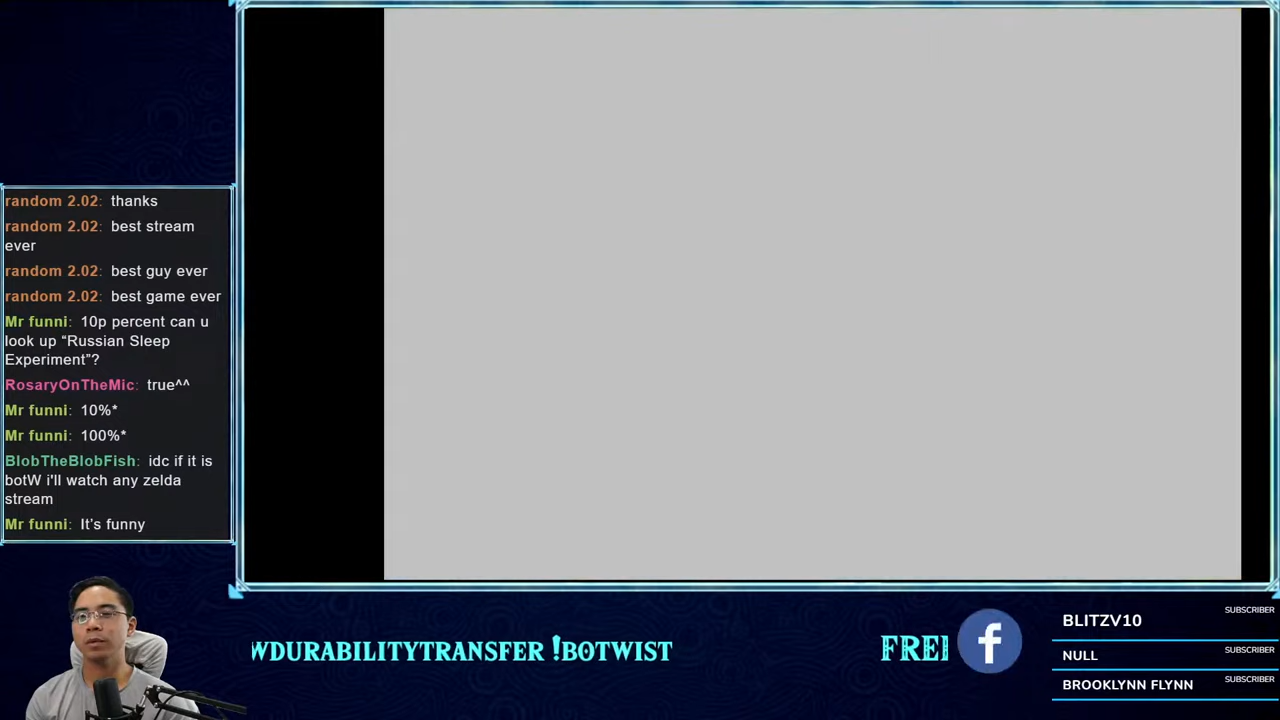 random 2.02: thanks
random 2.02: best stream
ever
random 2.02: best guy ever
random 2.02: best game ever
Mr funni: 10p percent can u
look up “Russian Sleep
Experiment”?
RosaryOnTheMic: true^^
Mr funni: 10%*
Mr funni: 100%*
BlobTheBlobFish: idc if it is
botW i'll watch any zelda
stream
Mr funni: It’s funny
WDURABILITYTRANSFER !BOTWIST
FREI
f
BLITZV10 SUBSCRIBER
NULL SUBSCRIBER
BROOKLYNN FLYNN SUBSCRIBER